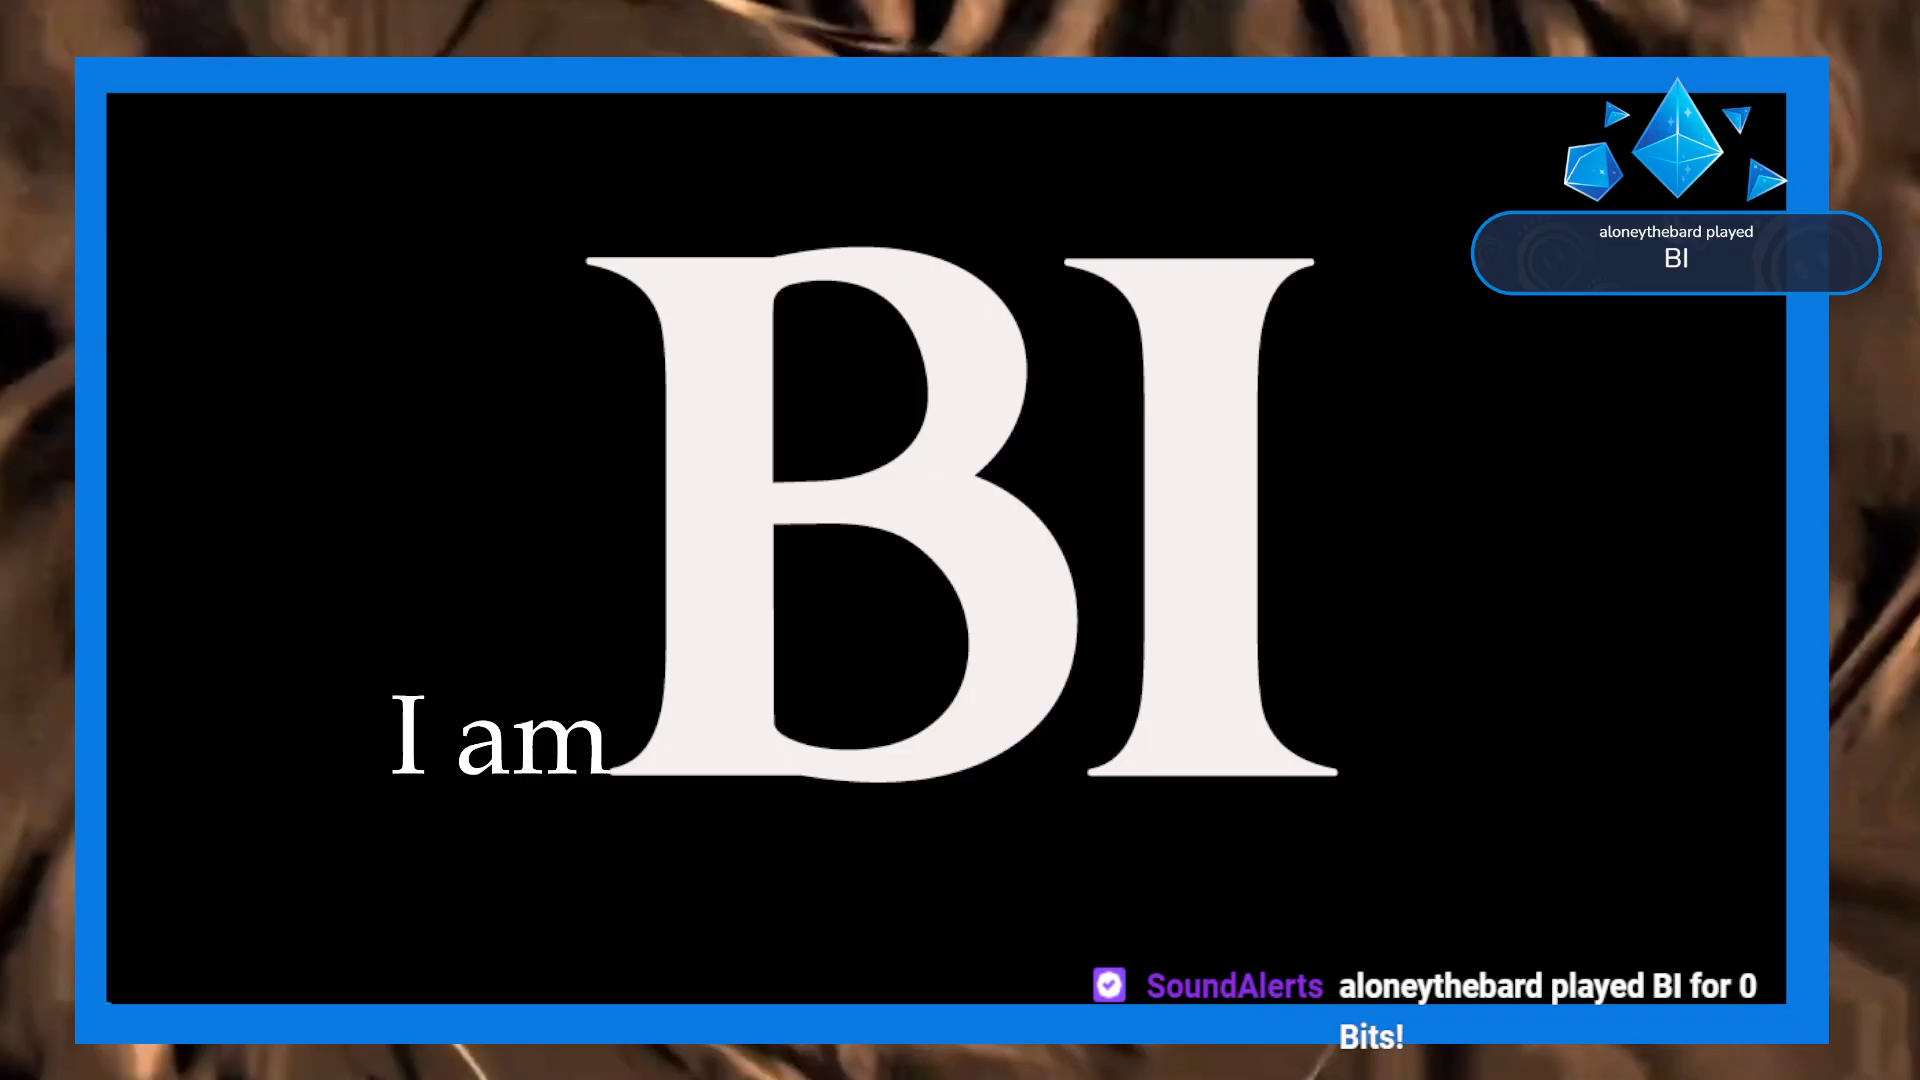 aloneythebard played
BI
I am BI
SoundAlerts aloneythebard played BI for 0
Bits!